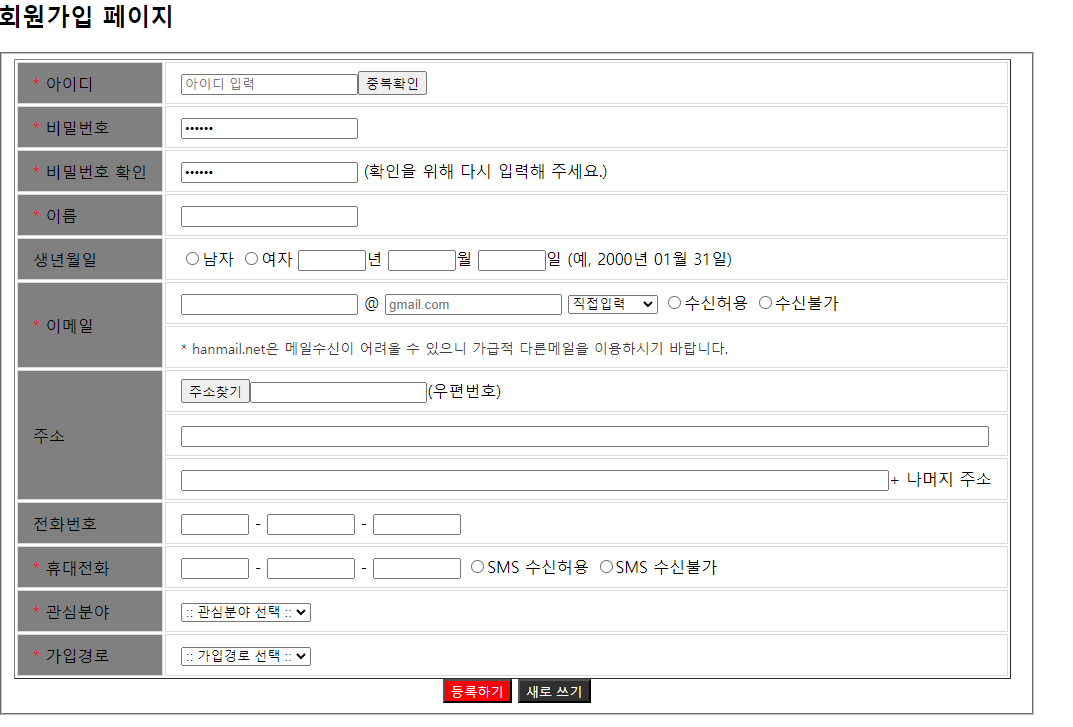 회원가입 페이지
* 아이디 아이디 입력 중복확인
* 비밀번호 ••••••
* 비밀번호 확인 •••••• (확인을 위해 다시 입력해 주세요.)
* 이름
생년월일 남자 여자 년 월 일 (예, 2000년 01월 31일)
* 이메일 @ gmail.com 직접입력 수신허용 수신불가
* hanmail.net은 메일수신이 어려울 수 있으니 가급적 다른메일을 이용하시기 바랍니다.
주소 주소찾기 (우편번호)
+ 나머지 주소
전화번호 - -
* 휴대전화 - - SMS 수신허용 SMS 수신불가
* 관심분야 :: 관심분야 선택 ::
* 가입경로 :: 가입경로 선택 ::
등록하기 새로 쓰기